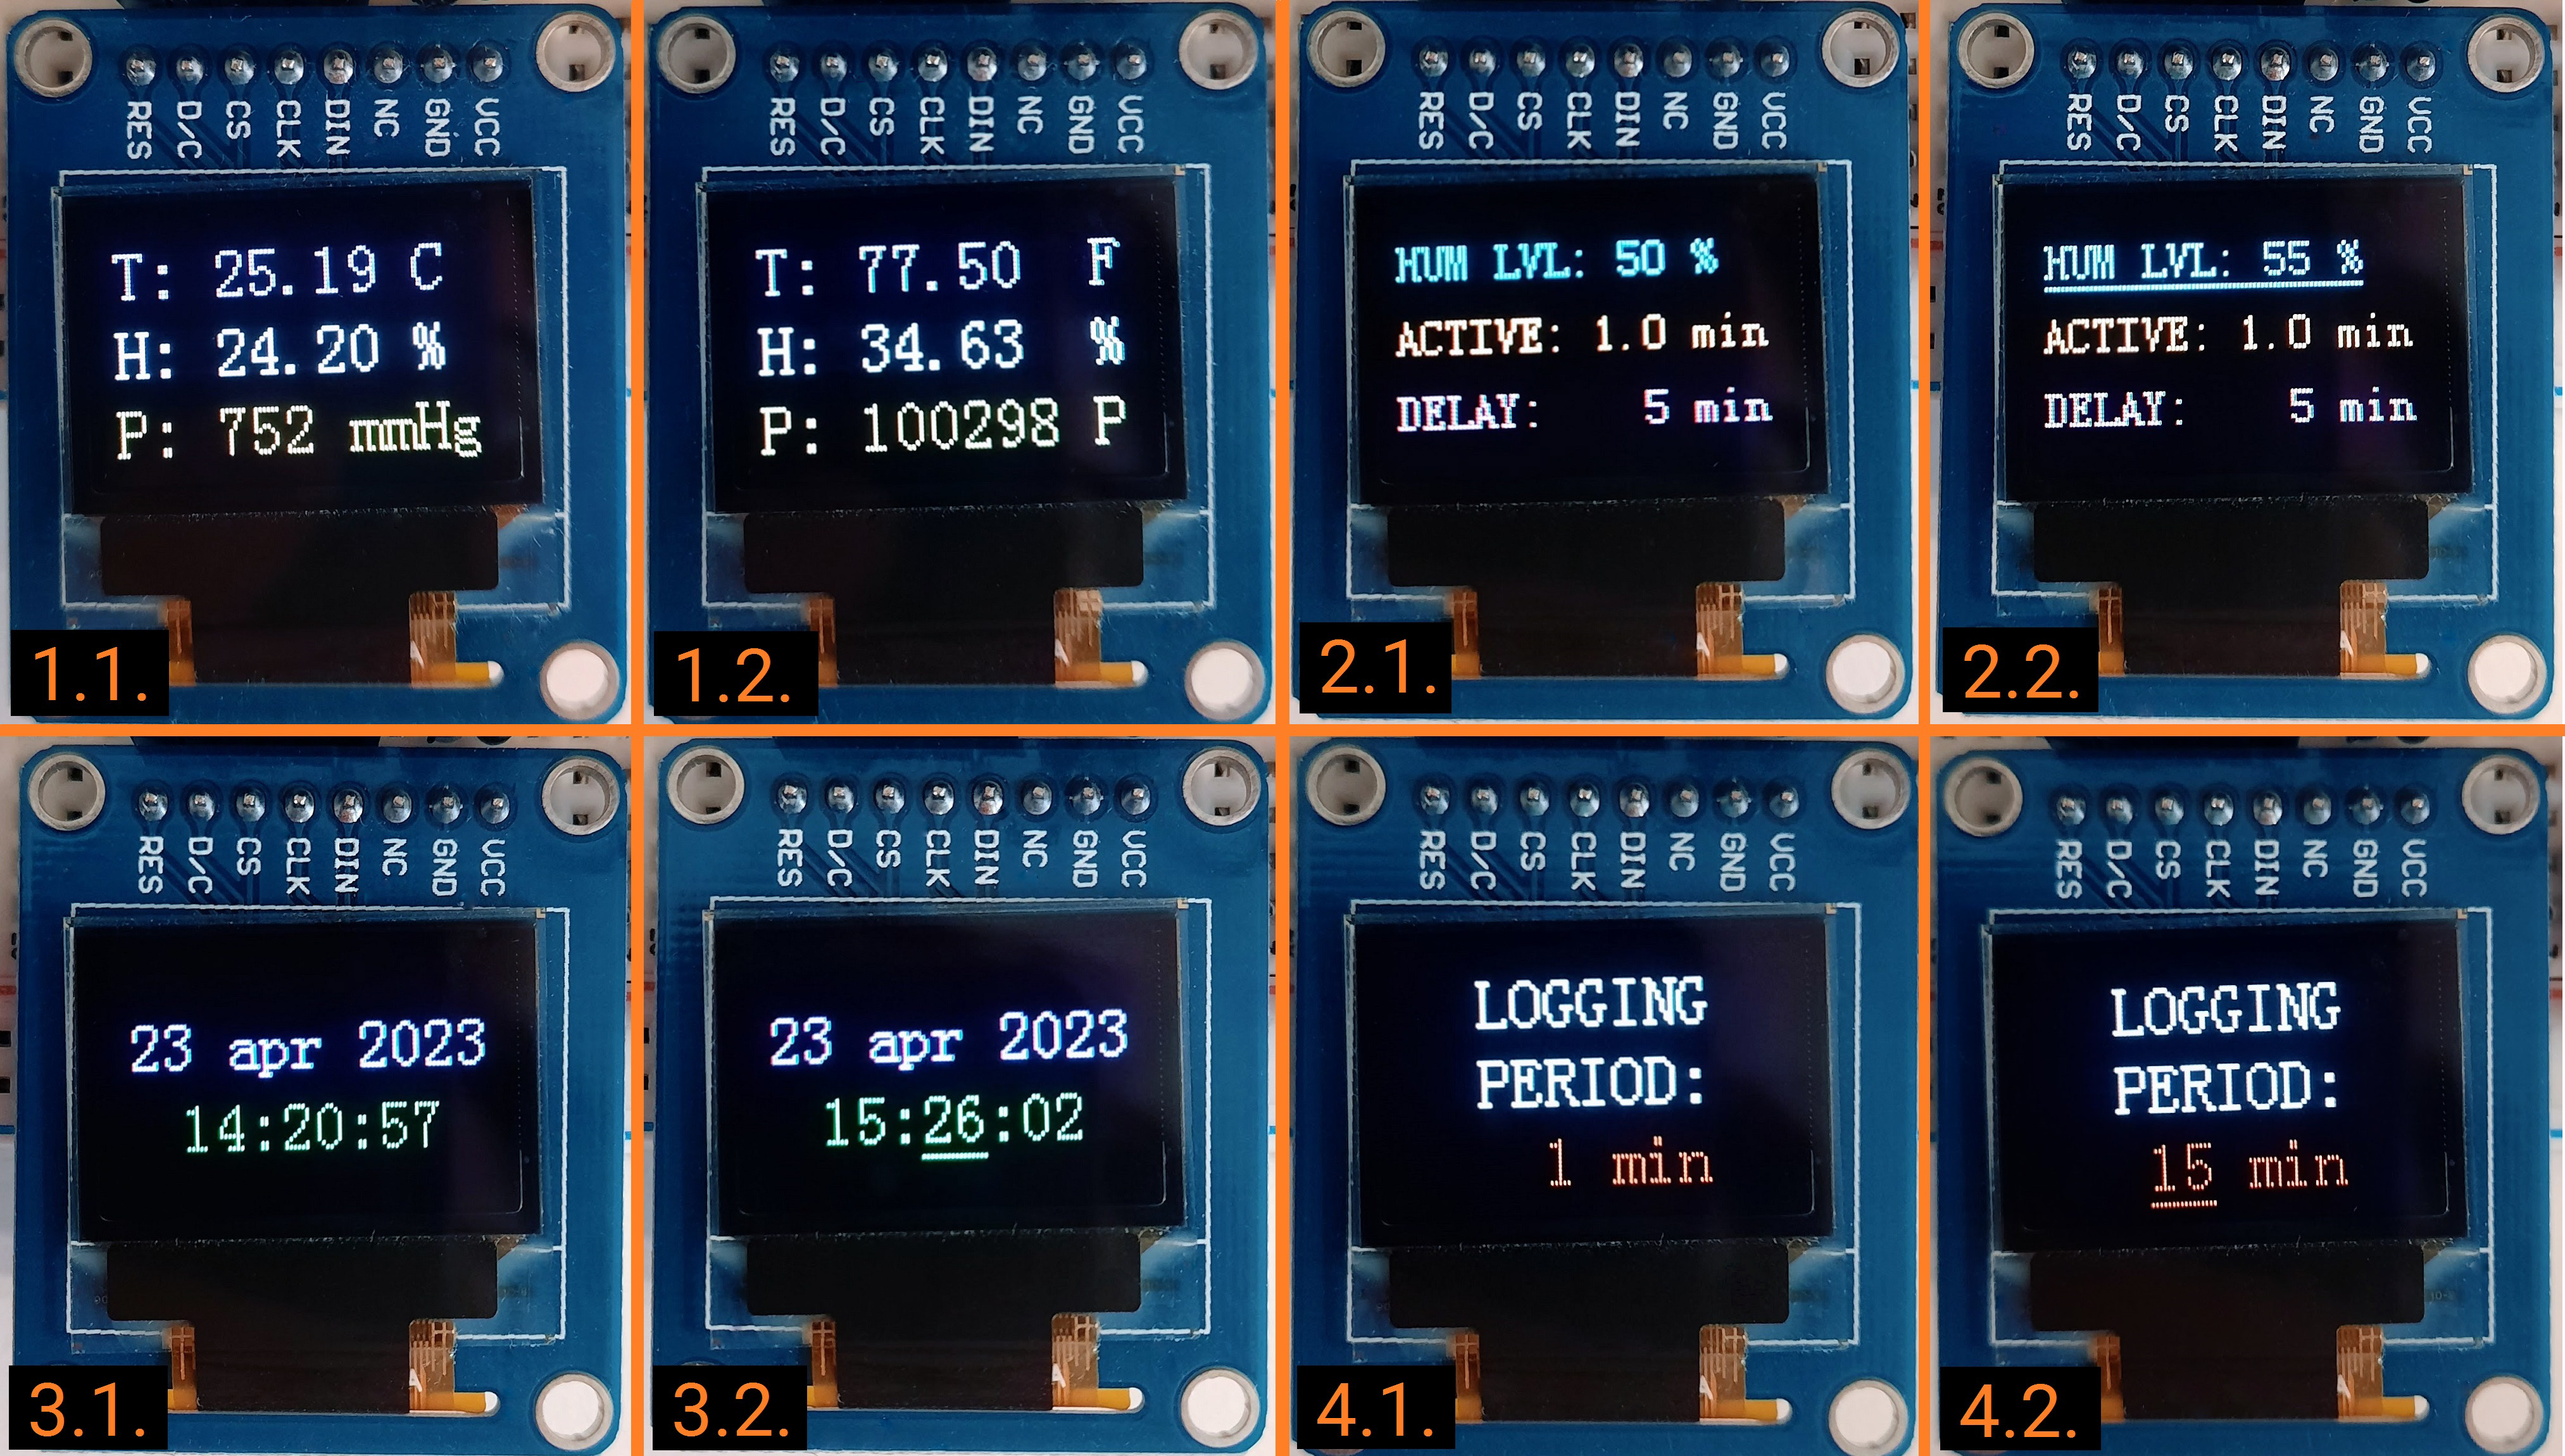 RES D/C CS CLK DIN NC GND VCC
T: 25.19 C
H: 24.20 %
P: 752 mmHg
1.1.
RES D/C CS CLK DIN NC GND VCC
T: 77.50 F
H: 34.63 %
P: 100298 P
1.2.
RES D/C CS CLK DIN NC GND VCC
HUM LVL: 50 %
ACTIVE: 1.0 min
DELAY: 5 min
2.1.
RES D/C CS CLK DIN NC GND VCC
HUM LVL: 55 %
ACTIVE: 1.0 min
DELAY: 5 min
2.2.
RES D/C CS CLK DIN NC GND VCC
23 apr 2023
14:20:57
3.1.
RES D/C CS CLK DIN NC GND VCC
23 apr 2023
15:26:02
3.2.
RES D/C CS CLK DIN NC GND VCC
LOGGING
PERIOD:
1 min
4.1.
RES D/C CS CLK DIN NC GND VCC
LOGGING
PERIOD:
15 min
4.2.